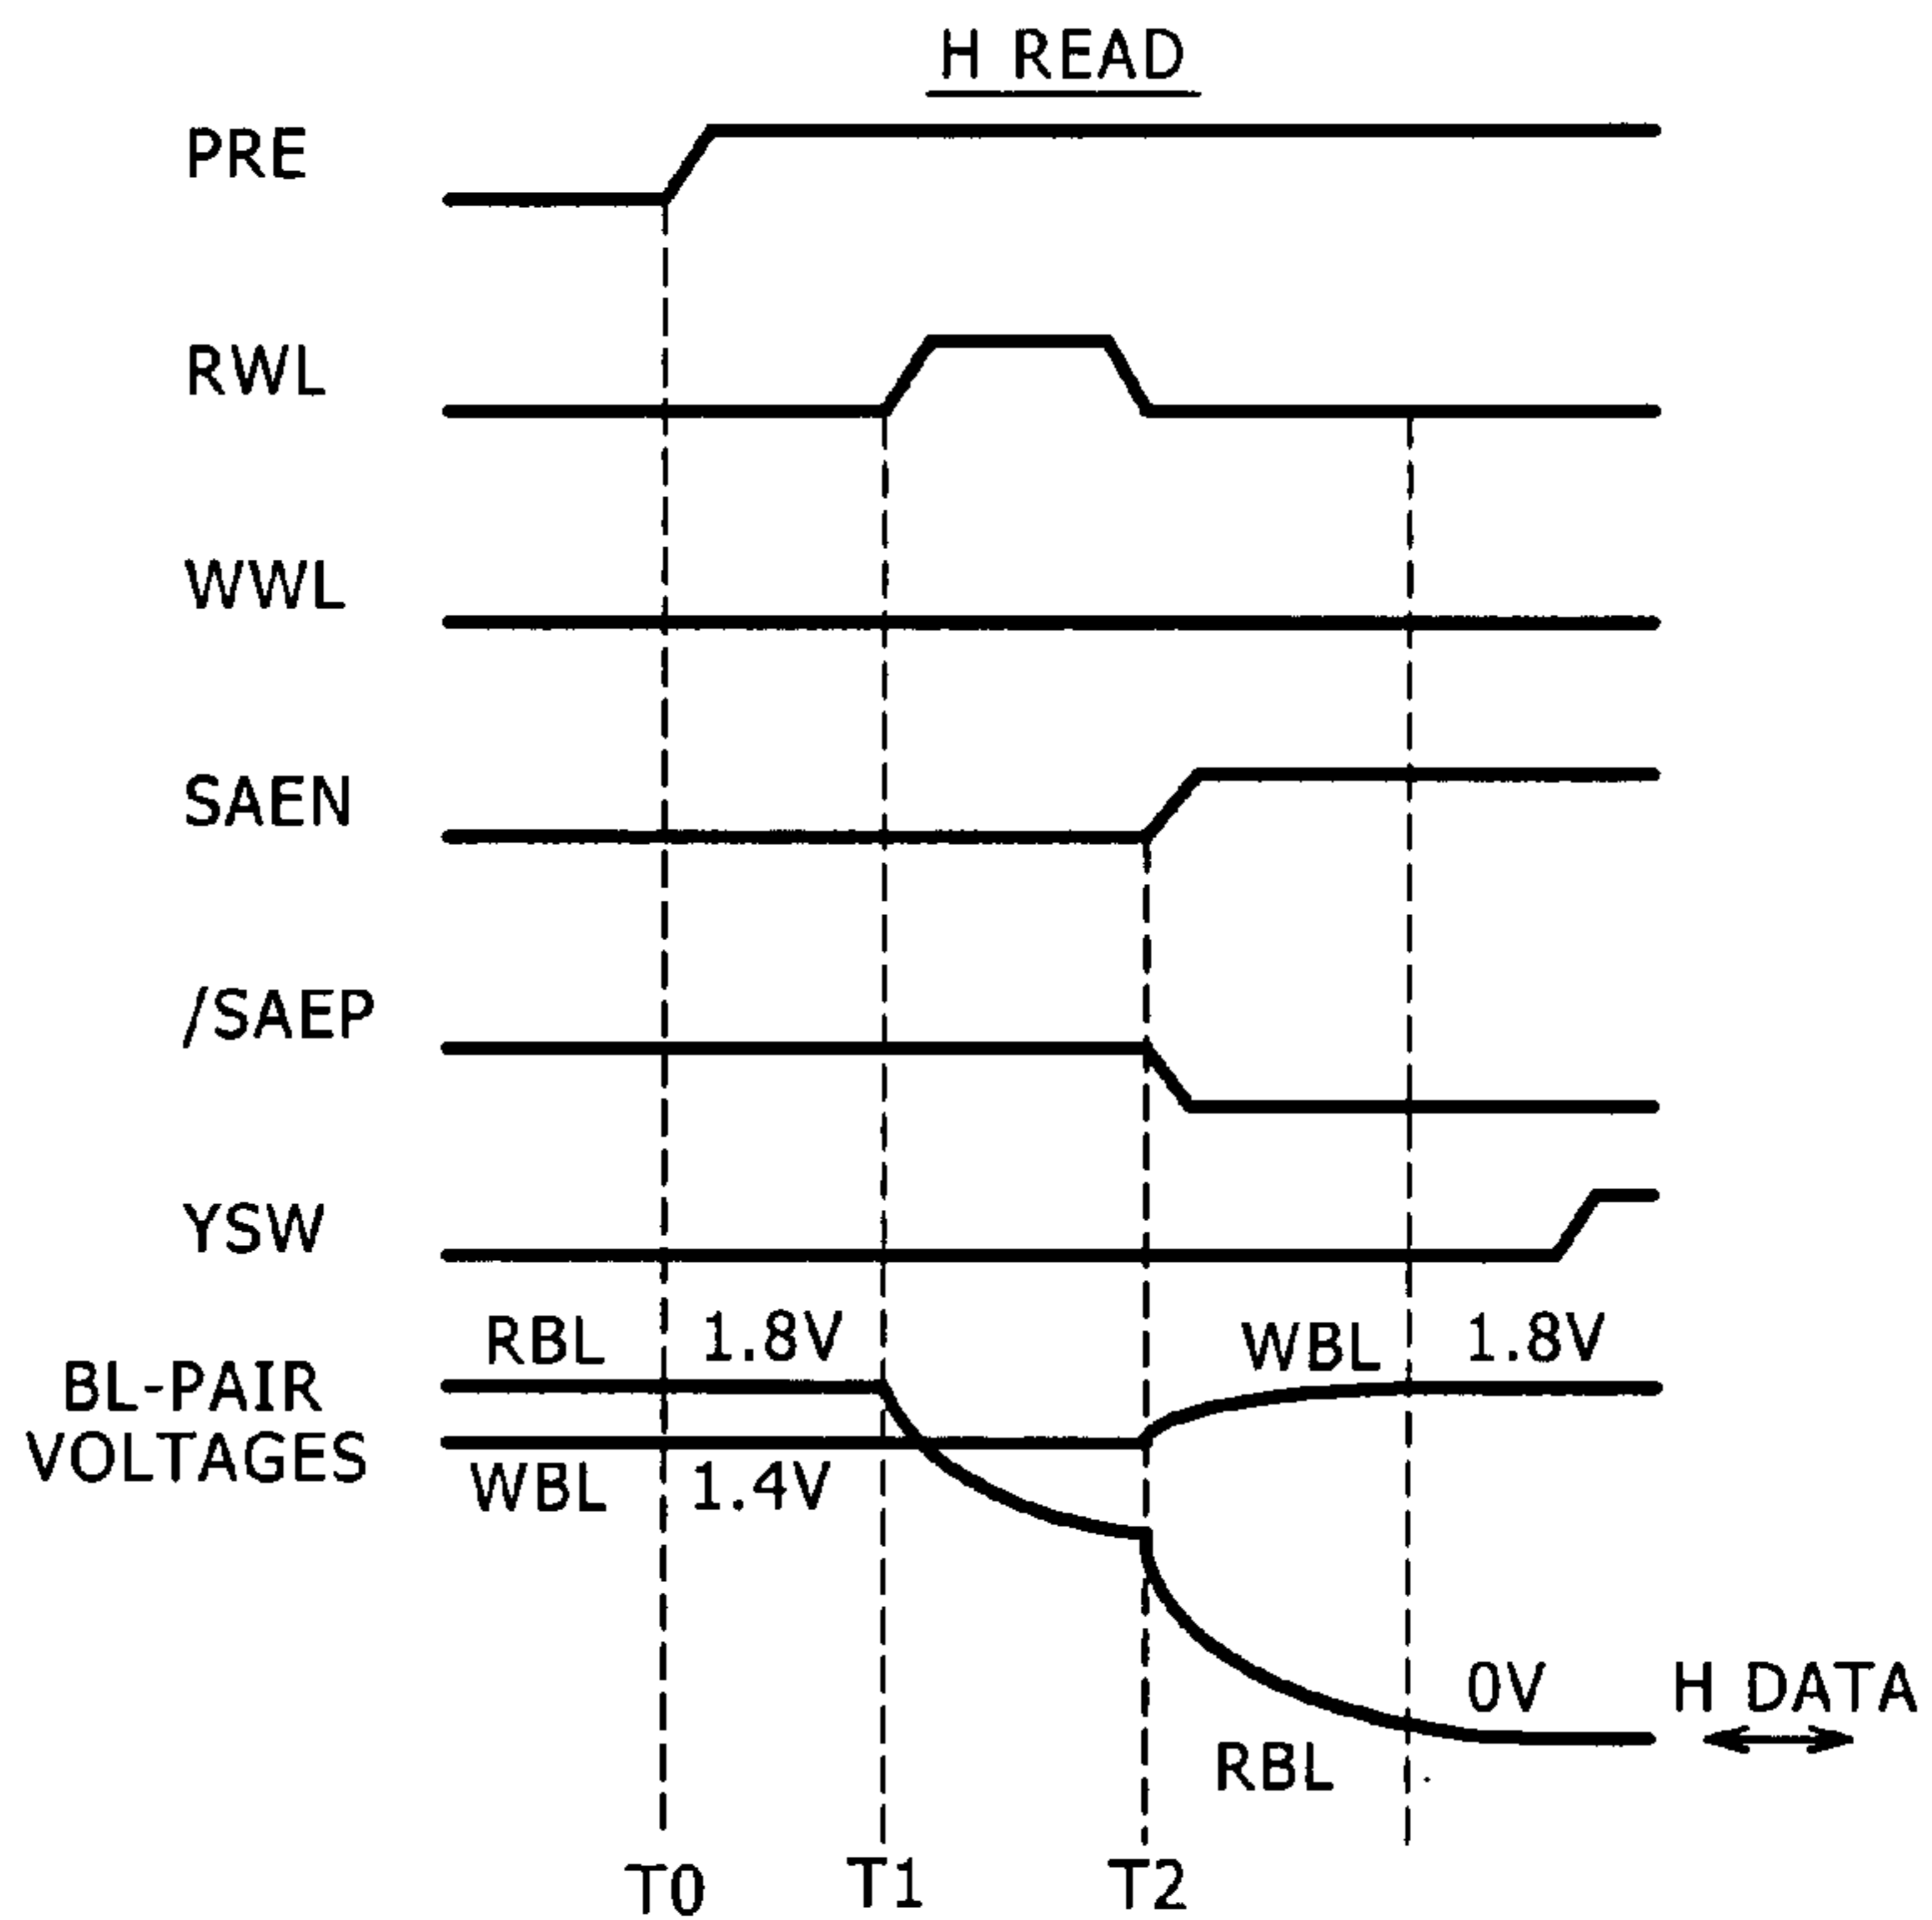 H READ
PRE
RWL
WWL
SAEN
/SAEP
YSW
RBL 1.8V WBL 1.8V
BL-PAIR
VOLTAGES
WBL 1.4V
0V H DATA
RBL
T0 T1 T2